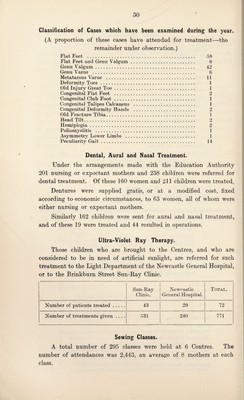 50
Classification of Cases which have been examined during the year.
(A proportion of these cases have attended for treatment—the
remainder under observation.)
Flat Feet 58
Flat Feet and Genu Valgum 8
Genu Valgum 42
Genu Varus 6
Metatarsus Varus 11
Deformity Toes 1
Old Injury Great Toe 1
Congenital Flat Feet 2
Congenital Club Foot 1
Congenital Talipes Calcaneus 1
Congenital Deformity Hands 2
Old Fracture Tibia 1
Head Tilt 2
Hemiplegia 1
Poliomyelitis 1
Asymmetry Lower Limbs 1
Peculiarity Gait 14
Dental, Aural and Nasal Treatment.
Under the arrangements made with the Education Authority
201 nursing or expectant mothers and 238 children were referred for
dental treatment. Of these 160 women and 211 children were treated.
Dentures were supplied gratis, or at a modified cost, fixed
according to economic circumstances, to 63 women, all of whom were
either nursing or expectant mothers.
Similarly 162 children were sent for aural and nasal treatment,
and of these 19 were treated and 44 resulted in operations.
Ultra-Violet Ray Therapy.
Those children who are brought to the Centres, and who are
considered to be in need of artificial sunlight, are referred for such
treatment to the Light Department of the Newcastle General Hospital,
or to the Brinkburn Street Sun-Ray Clinic.
Sun-Ray Clinic. Newcastle General Hospital. TOTAL.
Number of patients treated 43 29 72
Number of treatments given 531 240 771
Sewing Classes.
A total number of 295 classes were held at 6 Centres. The
number of attendances was 2,443, an average of 8 mothers at each
class.